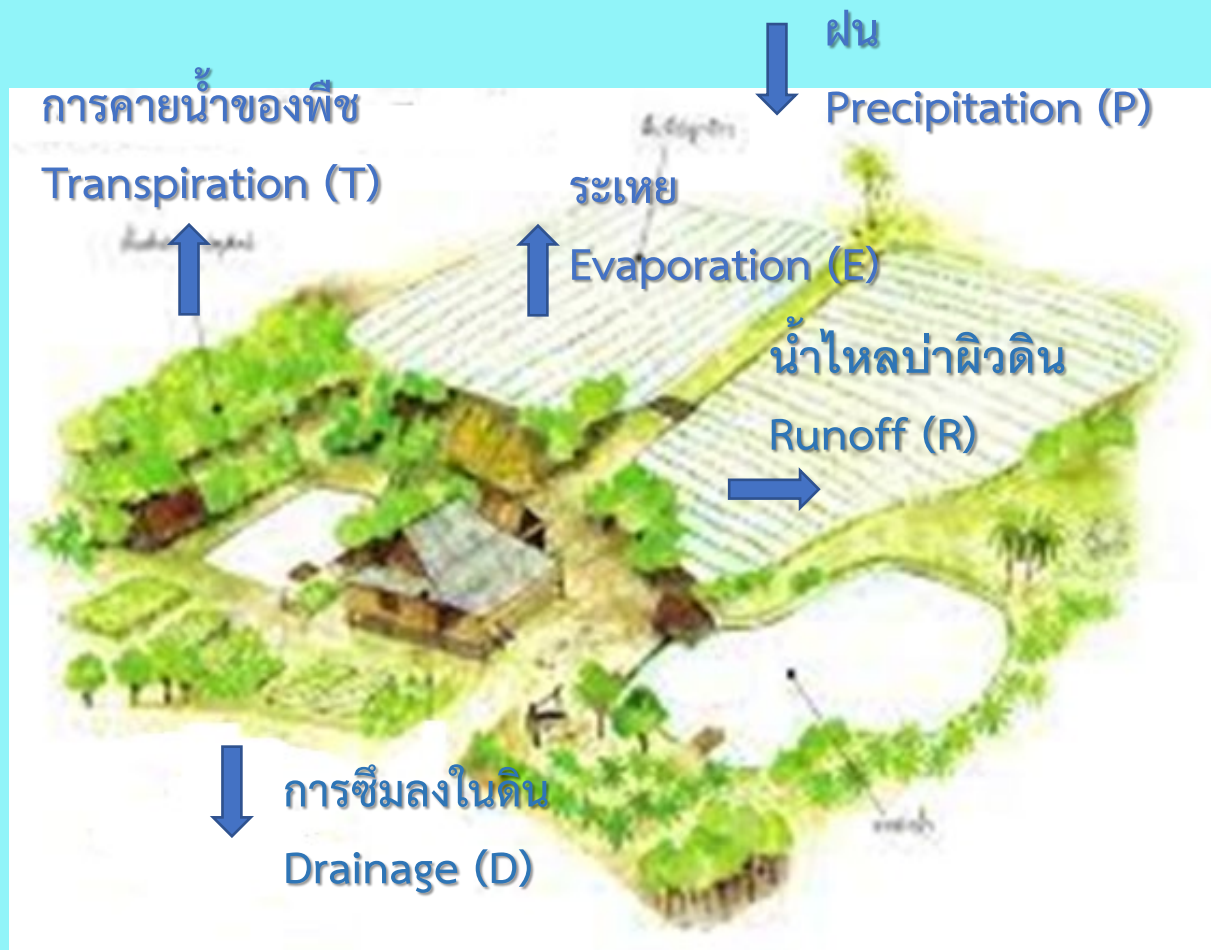 ฝน
Precipitation (P)
การคายน้ำของพืช
Transpiration (T)
ระเหย
Evaporation (E)
น้ำไหลบ่าผิวดิน
Runoff (R)
การซึมลงในดิน
Drainage (D)